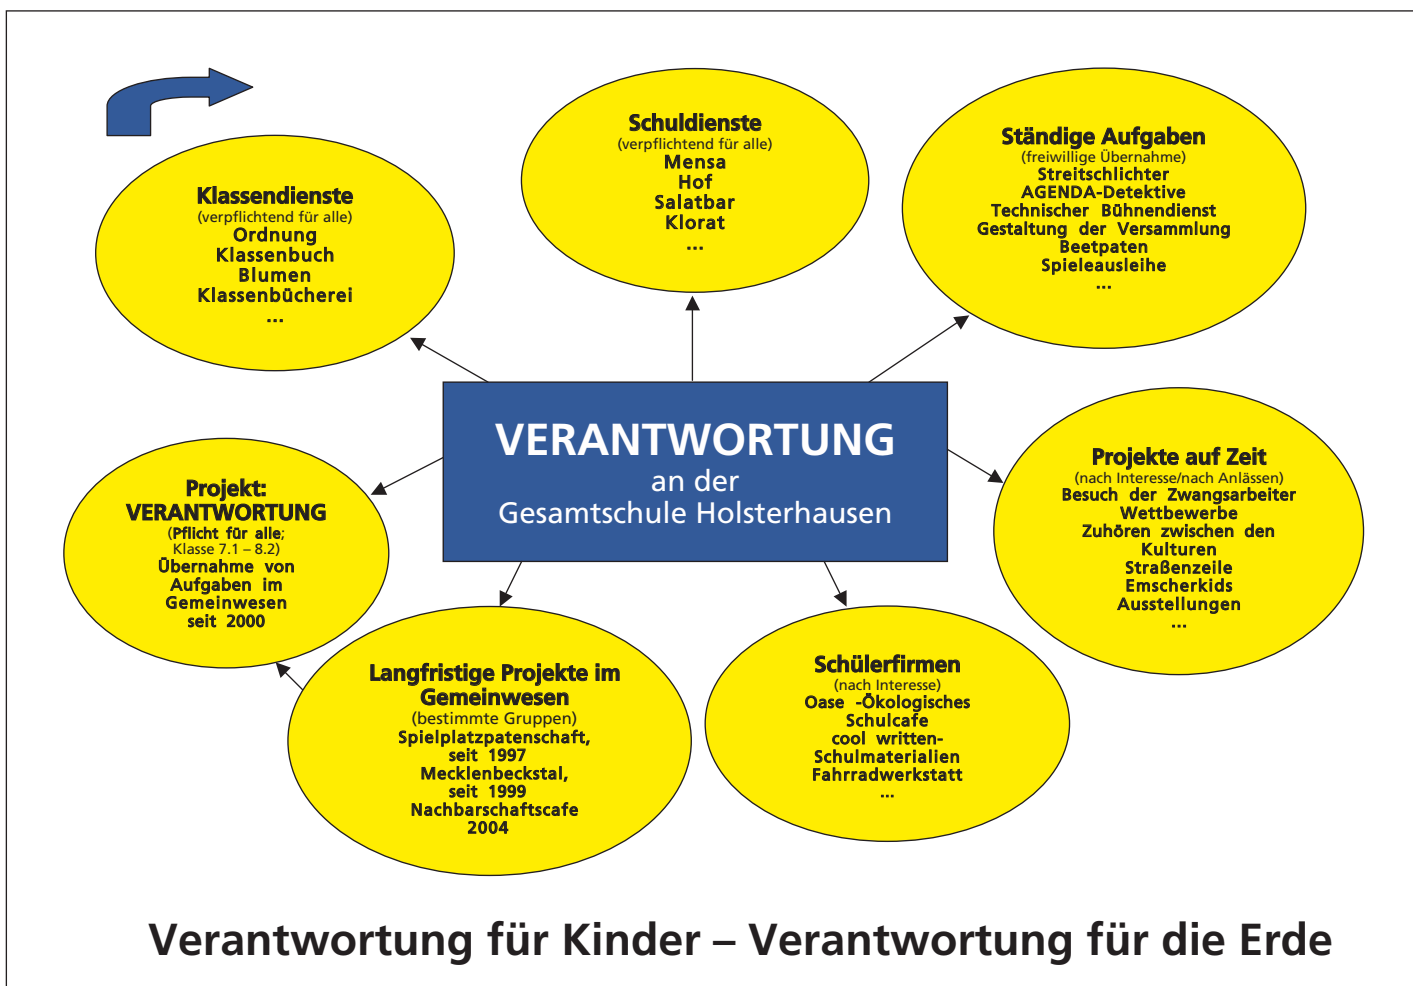 Klassendienste
(verpflichtend für alle)
Ordnung
Klassenbuch
Blumen
Klassenbücherei
...
Schuldienste
(verpflichtend für alle)
Mensa
Hof
Salatbar
Klorat
...
Ständige Aufgaben
(freiwillige Übernahme)
Streitschlichter
AGENDA-Detektive
Technischer Bühnendienst
Gestaltung der Versammlung
Beetpaten
Spieleausleihe
...
VERANTWORTUNG
an der
Gesamtschule Holsterhausen
Projekte auf Zeit
(nach Interesse/nach Anlässen)
Besuch der Zwangsarbeiter
Wettbewerbe
Zuhören zwischen den
Kulturen
Straßenzeile
Emscherkids
Ausstellungen
...
Schülerfirmen
(nach Interesse)
Oase -Ökologisches
Schulcafe
cool written-
Schulmaterialien
Fahrradwerkstatt
...
Langfristige Projekte im
Gemeinwesen
(bestimmte Gruppen)
Spielplatzpatenschaft,
seit 1997
Mecklenbeckstal,
seit 1999
Nachbarschaftscafe
2004
Projekt:
VERANTWORTUNG
(Pflicht für alle;
Klasse 7.1 – 8.2)
Übernahme von
Aufgaben im
Gemeinwesen
seit 2000
Verantwortung für Kinder – Verantwortung für die Erde